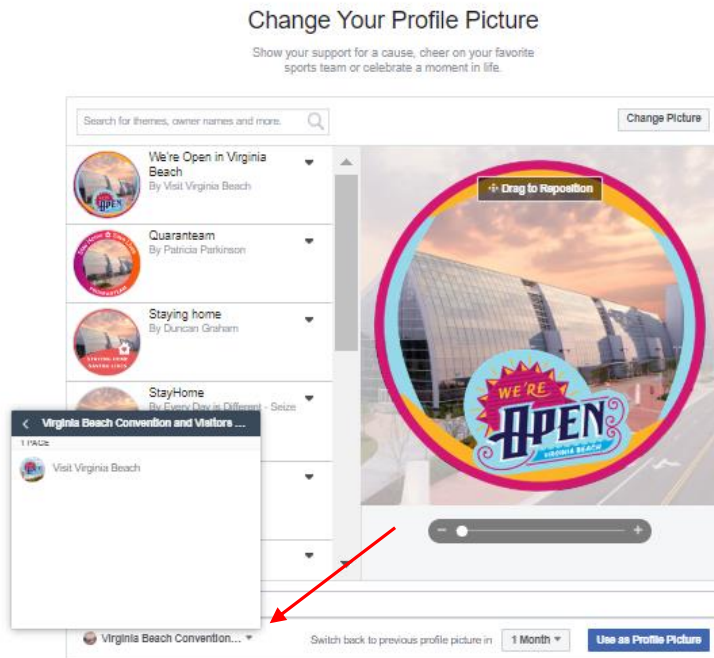 Change Your Profile Picture
Show your support for a cause, cheer on your favorite
sports team or celebrate a moment in life.
Search for themes, owner names and more.
Change Picture
We're Open in Virginia
Beach
By Visit Virginia Beach
Quaranteam
By Patricia Parkinson
Staying home
By Duncan Graham
STAYING HOME
SAVING LIVES
StayHome
By Every Day is Different - Seize
Drag to Reposition
WE'RE
OPEN
VIRGINIA BEACH
Virginia Beach Convention and Visitors ...
1 PAGE
Visit Virginia Beach
Virginia Beach Convention...
Switch back to previous profile picture in
1 Month
Use as Profile Picture